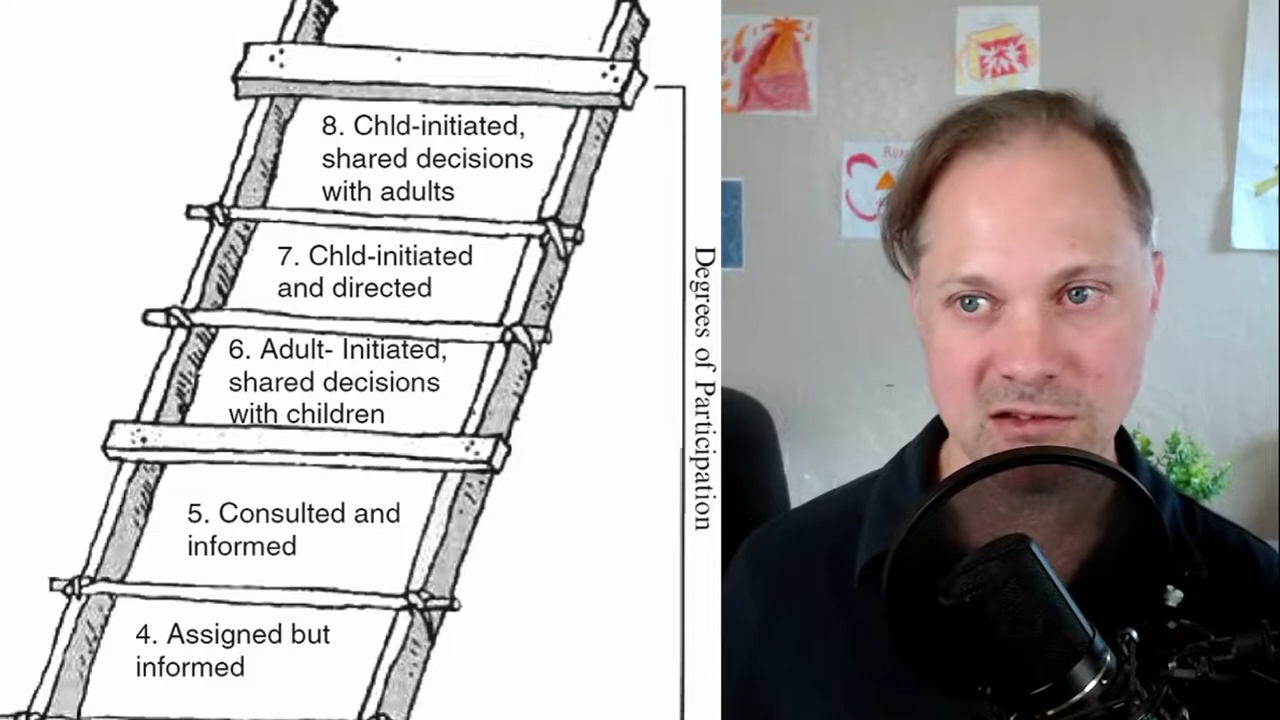 8. Chld-initiated,
shared decisions
with adults
7. Chld-initiated
and directed
6. Adult- Initiated,
shared decisions
with children
5. Consulted and
informed
4. Assigned but
informed
Degrees of Participation